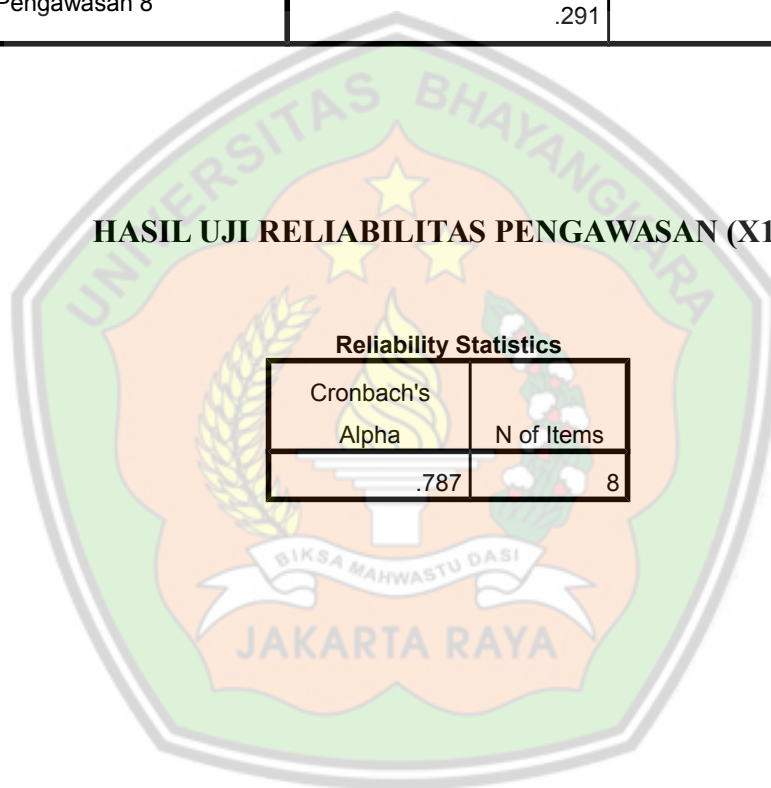 Pengawasan 8
.291
HASIL UJI RELIABILITAS PENGAWASAN (X1
Reliability Statistics
Cronbach's
Alpha N of Items
.787 8
UNIVERSITAS BHAYANGKARA
BIKSA MAHWASTU DASI
JAKARTA RAYA